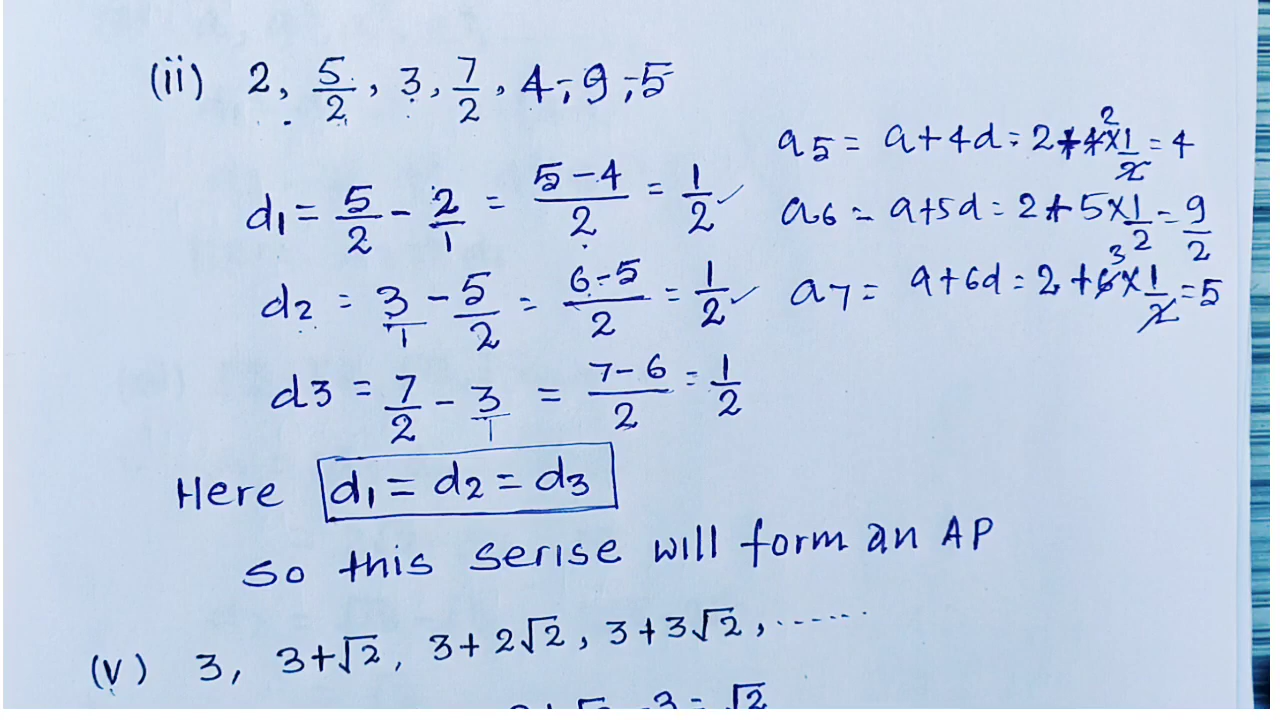 (ii) 2, 5/2, 3, 7/2, 4, 9, 5
d1 = 5/2 - 2/1 = (5-4)/2 = 1/2 ✓
d2 = 3/1 - 5/2 = (6-5)/2 = 1/2 ✓
d3 = 7/2 - 3/1 = (7-6)/2 = 1/2
Here d1 = d2 = d3
so this serise will form an AP
a5 = a+4d = 2+4×1/2 = 4
a6 = a+5d = 2+5×1/2 = 9/2
a7 = a+6d = 2+6×1/2 = 5
(v) 3, 3+√2, 3+2√2, 3+3√2, ......
- 3 = √2